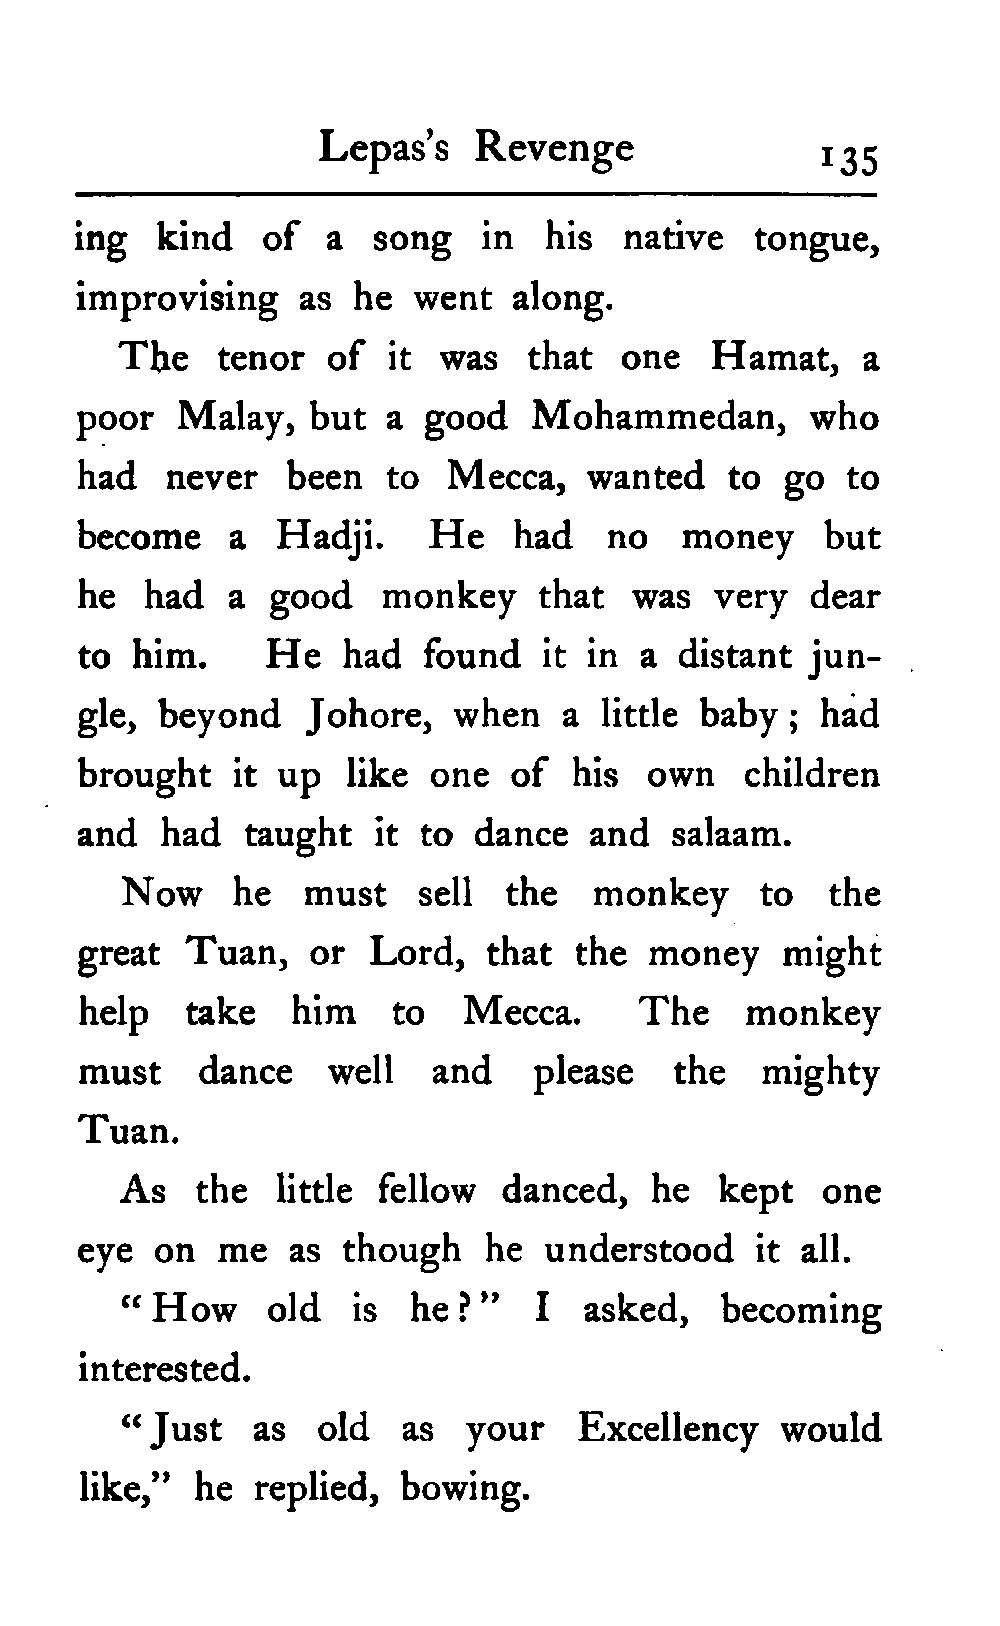 Lepas's Revenge 135
ing kind of a song in his native tongue,
improvising as he went along.
The tenor of it was that one Hamat, a
poor Malay, but a good Mohammedan, who
had never been to Mecca, wanted to go to
become a Hadji. He had no money but
he had a good monkey that was very dear
to him. He had found it in a distant jun-
gle, beyond Johore, when a little baby; had
brought it up like one of his own children
and had taught it to dance and salaam.
Now he must sell the monkey to the
great Tuan, or Lord, that the money might
help take him to Mecca. The monkey
must dance well and please the mighty
Tuan.
As the little fellow danced, he kept one
eye on me as though he understood it all.
"How old is he?" I asked, becoming
interested.
"Just as old as your Excellency would
like," he replied, bowing.